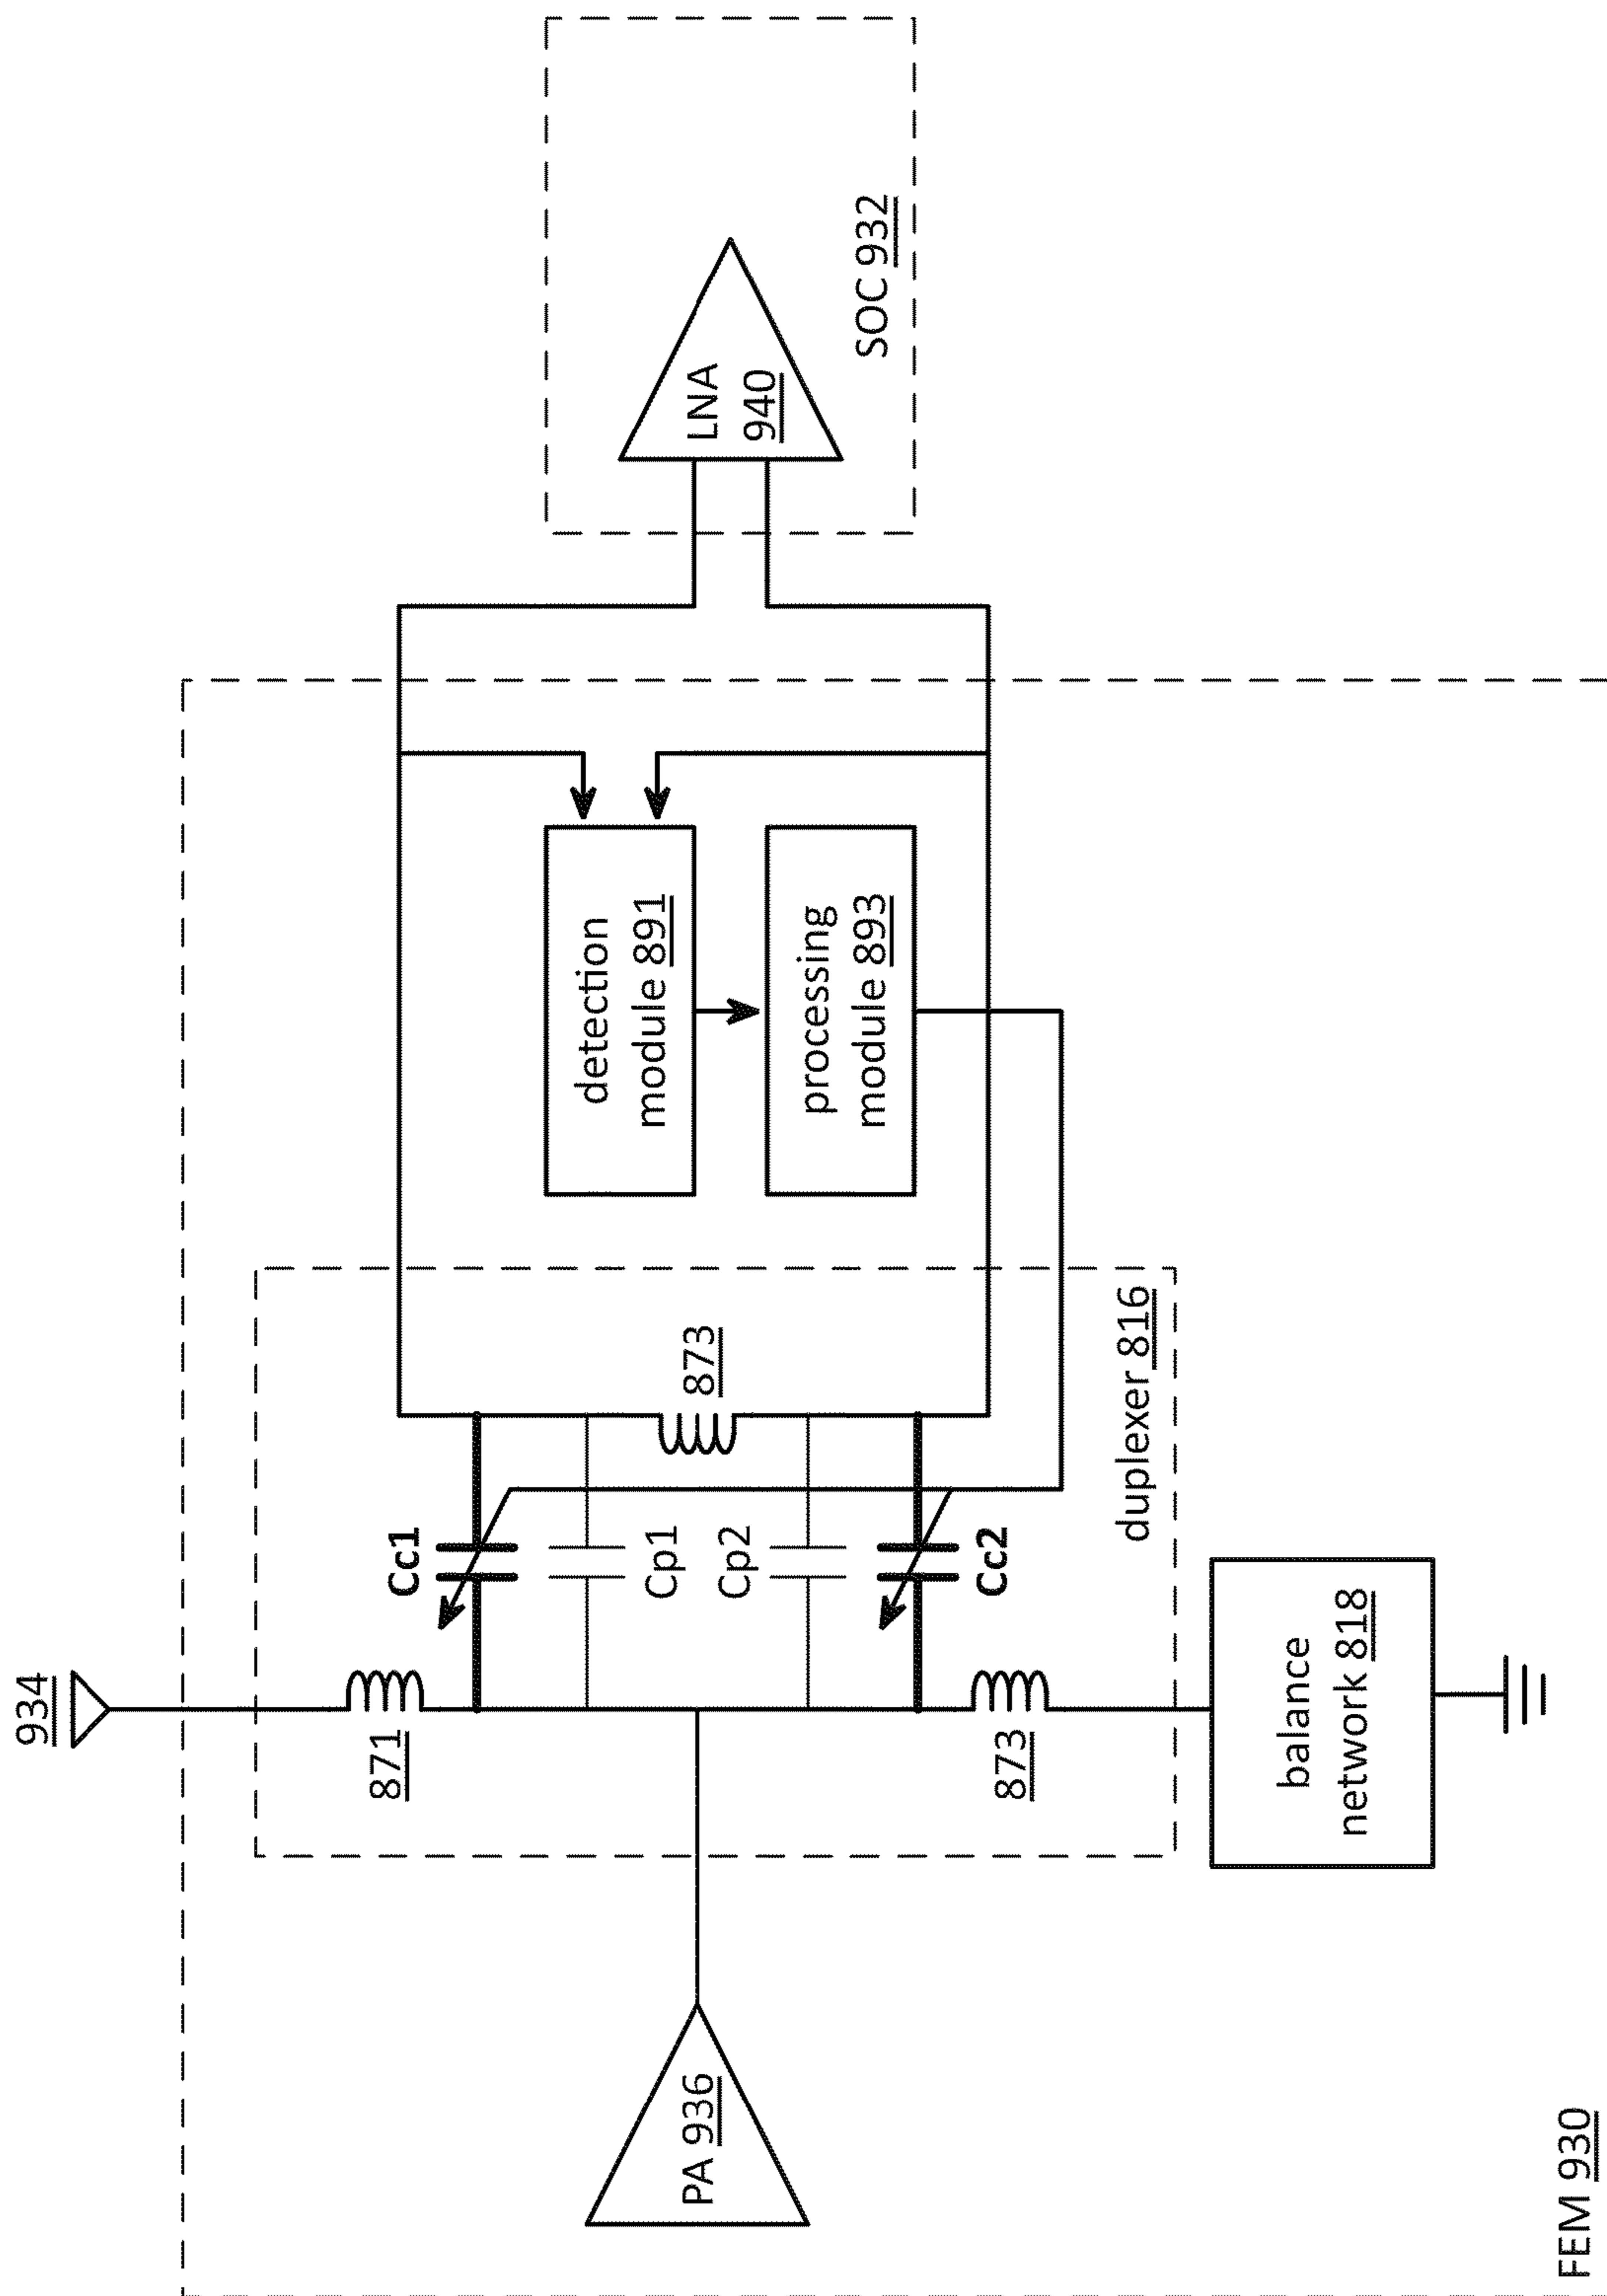 934
871
Cc1
Cp1
Cp2
Cc2
873
873
duplexer 816
balance
network 818
PA 936
FEM 930
detection
module 891
processing
module 893
LNA
940
SOC 932